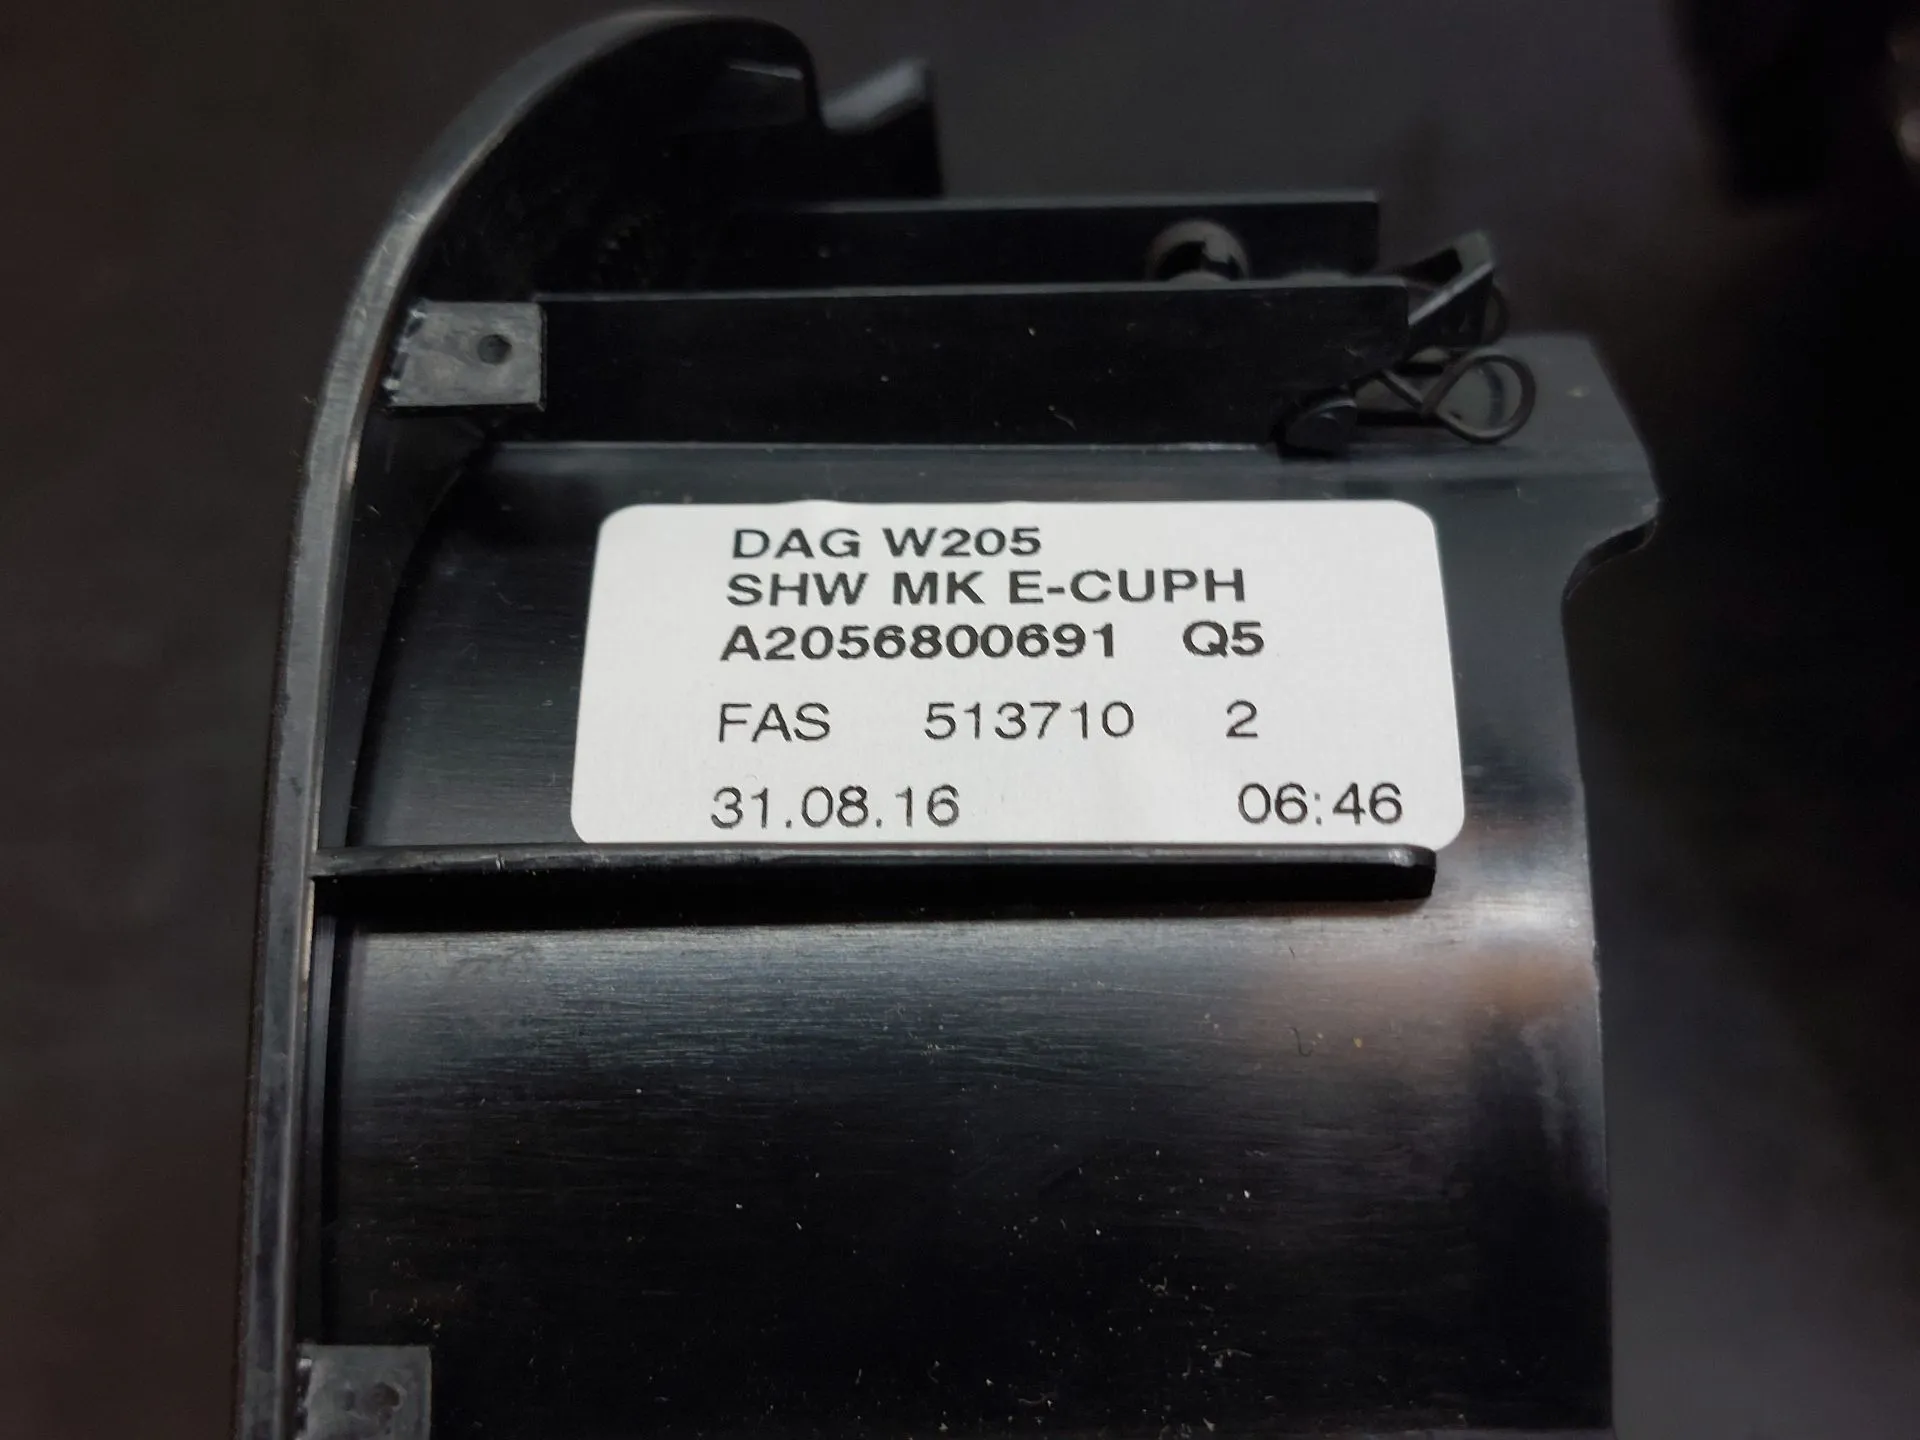 DAG W205
SHW MK E-CUPH
A2056800691 Q5
FAS 513710 2
31.08.16 06:46